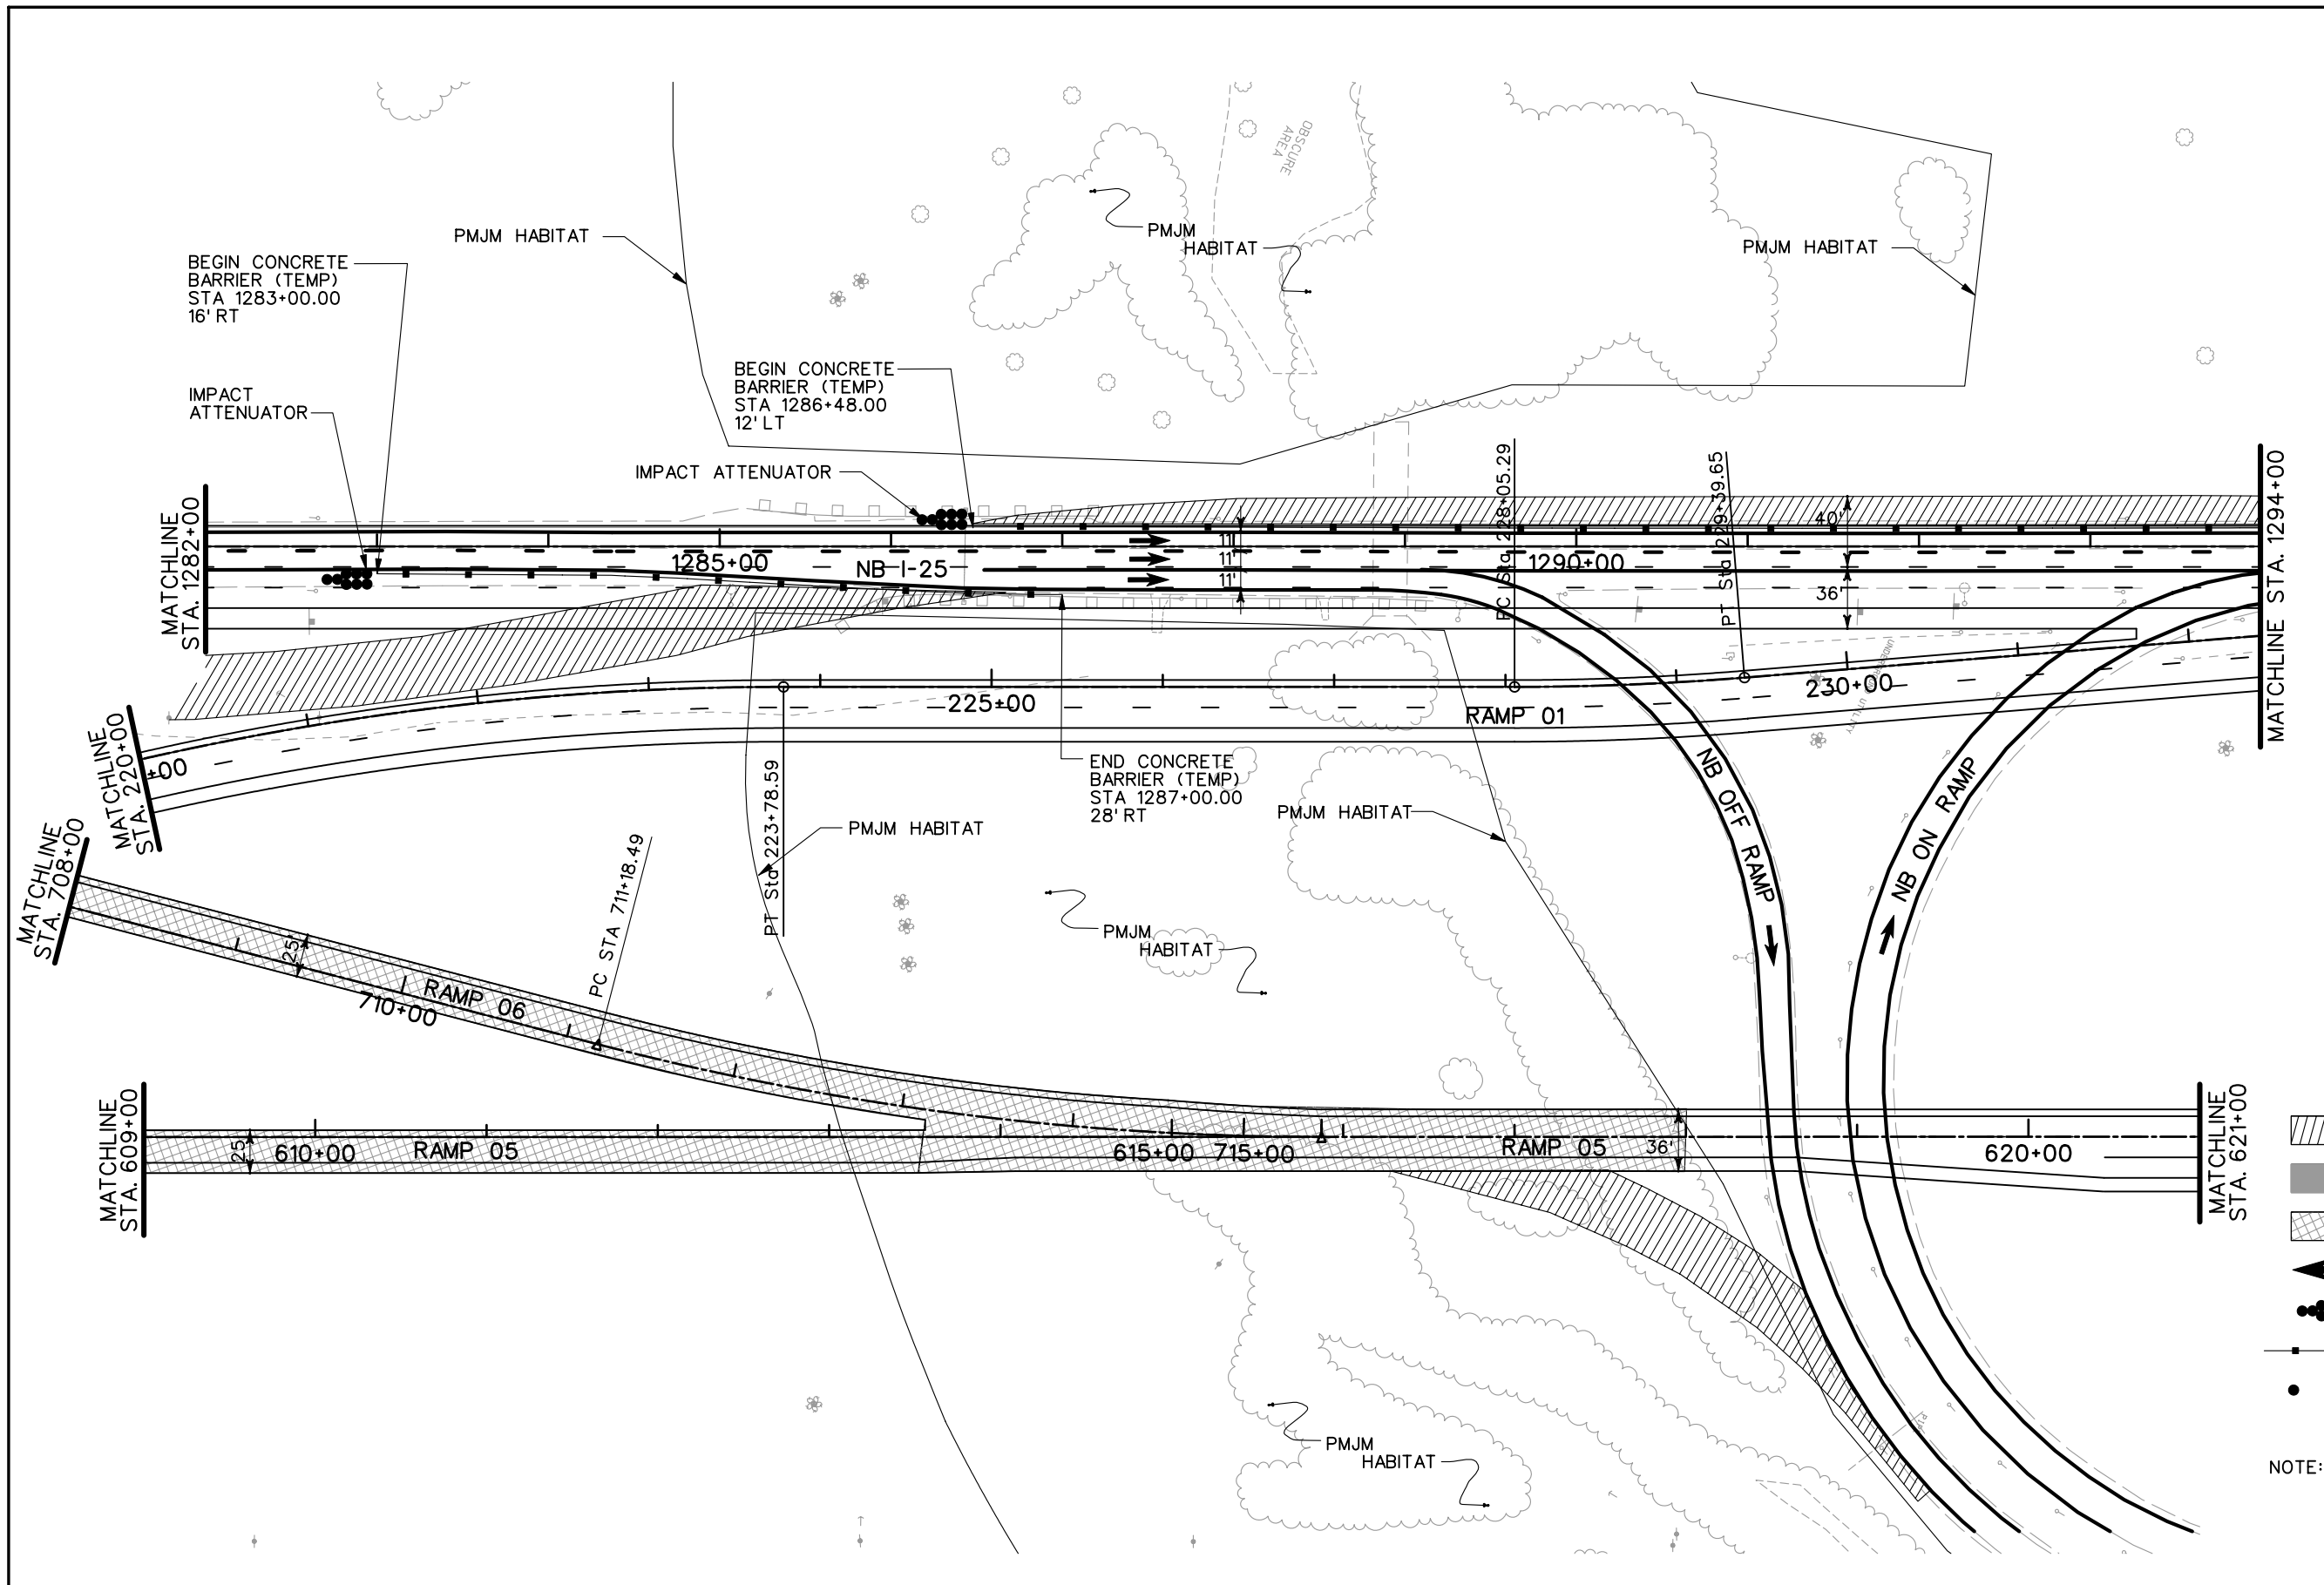 OBSCURE
AREA
PMJM HABITAT
PMJM
HABITAT
PMJM HABITAT
BEGIN CONCRETE
BARRIER (TEMP)
STA 1283+00.00
16' RT
IMPACT
ATTENUATOR
BEGIN CONCRETE
BARRIER (TEMP)
STA 1286+48.00
12' LT
IMPACT ATTENUATOR
MATCHLINE
STA. 1282+00
1285+00
NB I-25
11'
11'
11'
PC Sta 228+05.29
1290+00
PT Sta 229+39.65
40'
36'
MATCHLINE STA. 1294+00
MATCHLINE
STA. 220+00
+00
225+00
RAMP 01
230+00
PT Sta 223+78.59
END CONCRETE
BARRIER (TEMP)
STA 1287+00.00
28' RT
NB OFF RAMP
NB ON RAMP
PMJM HABITAT
PMJM HABITAT
MATCHLINE
STA. 708+00
25'
710+00
RAMP 06
PC STA 711+18.49
PMJM
HABITAT
MATCHLINE
STA. 609+00
25'
610+00
RAMP 05
615+00
715+00
RAMP 05
36'
620+00
MATCHLINE
STA. 621+00
PMJM
HABITAT
NOTE: